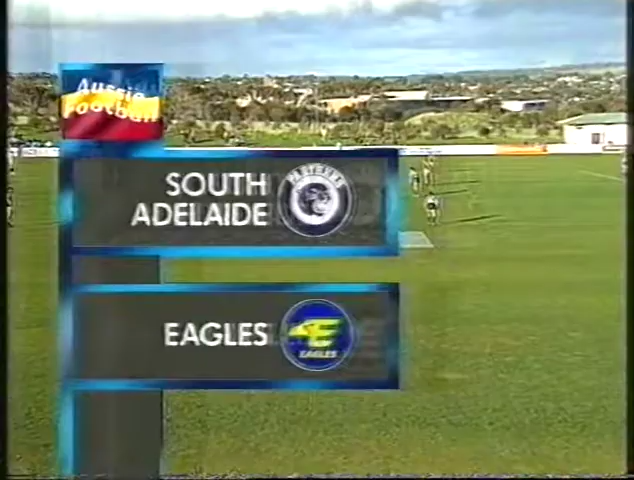 Aussie
Football
SOUTH
ADELAIDE
PANTHERS
EAGLES
E
EAGLES